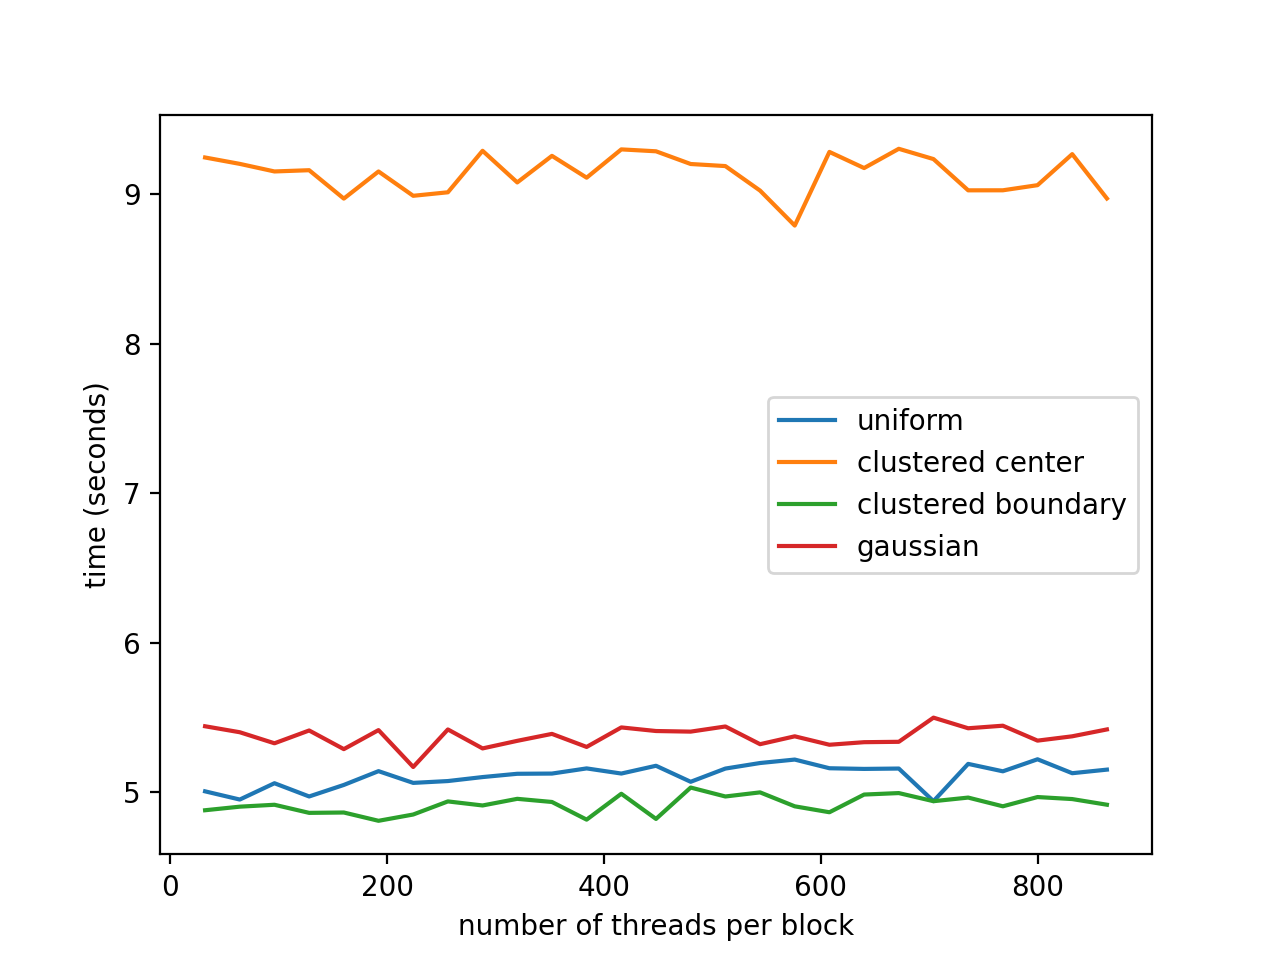 9
8
7
6
5
time (seconds)
uniform
clustered center
clustered boundary
gaussian
0 200 400 600 800
number of threads per block